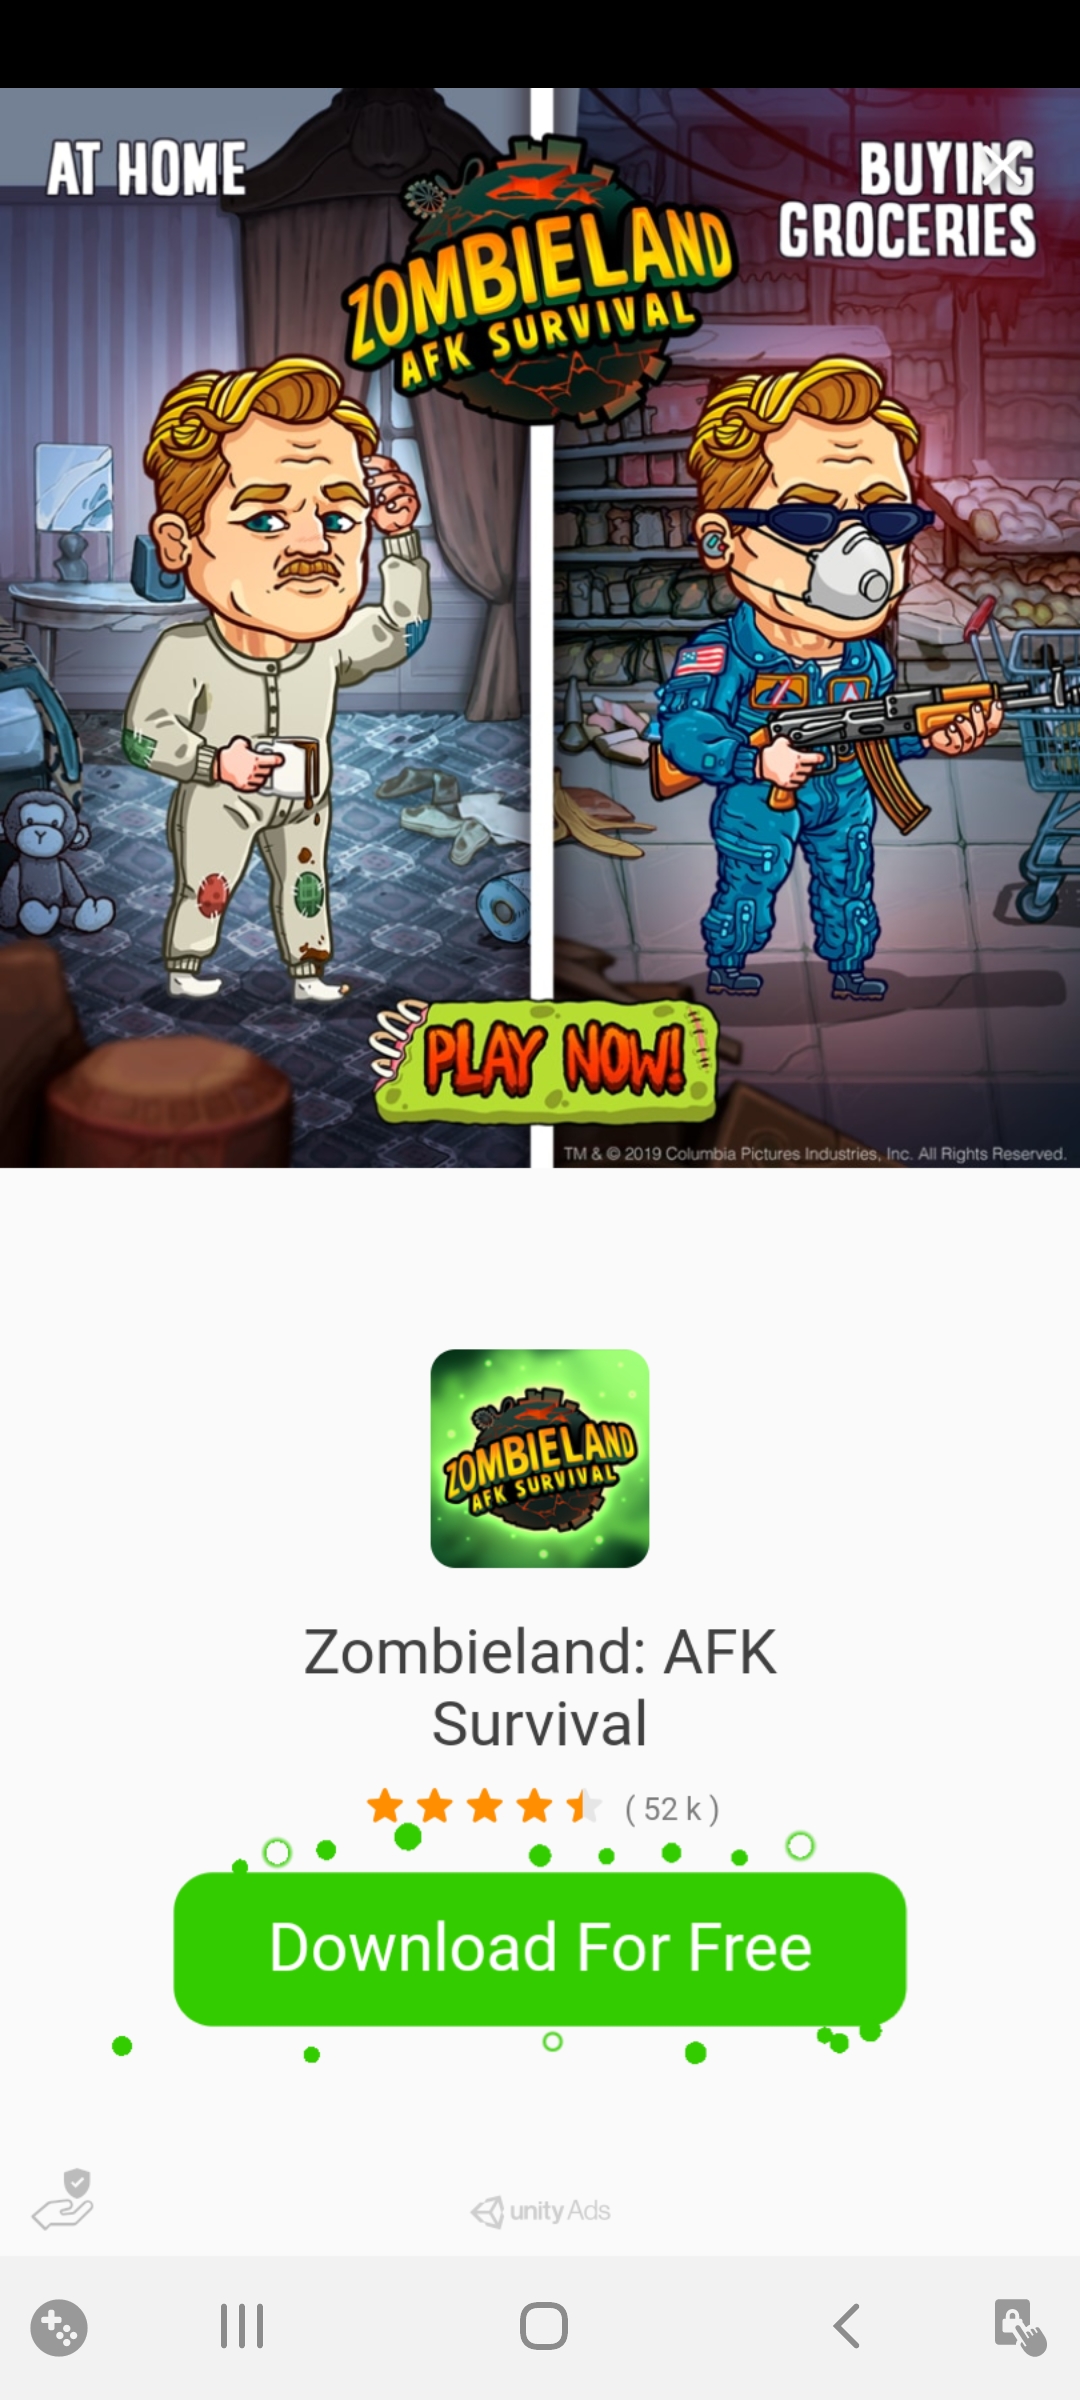 AT HOME
BUYING
GROCERIES
ZOMBIELAND
AFK SURVIVAL
PLAY NOW!
TM & © 2019 Columbia Pictures Industries, Inc. All Rights Reserved.
ZOMBIELAND
AFK SURVIVAL
Zombieland: AFK
Survival
( 52 k )
Download For Free
unity Ads